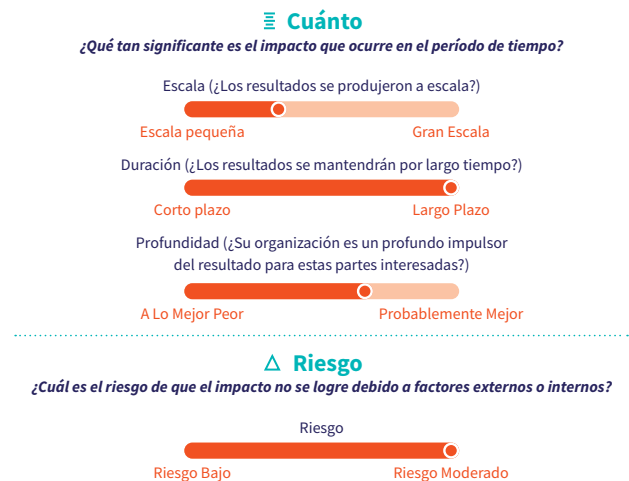 Cuánto
¿Qué tan significante es el impacto que ocurre en el período de tiempo?
Escala (¿Los resultados se produjeron a escala?)
Escala pequeña Gran Escala
Duración (¿Los resultados se mantendrán por largo tiempo?)
Corto plazo Largo Plazo
Profundidad (¿Su organización es un profundo impulsor
del resultado para estas partes interesadas?)
A Lo Mejor Peor Probablemente Mejor
Riesgo
¿Cuál es el riesgo de que el impacto no se logre debido a factores externos o internos?
Riesgo
Riesgo Bajo Riesgo Moderado